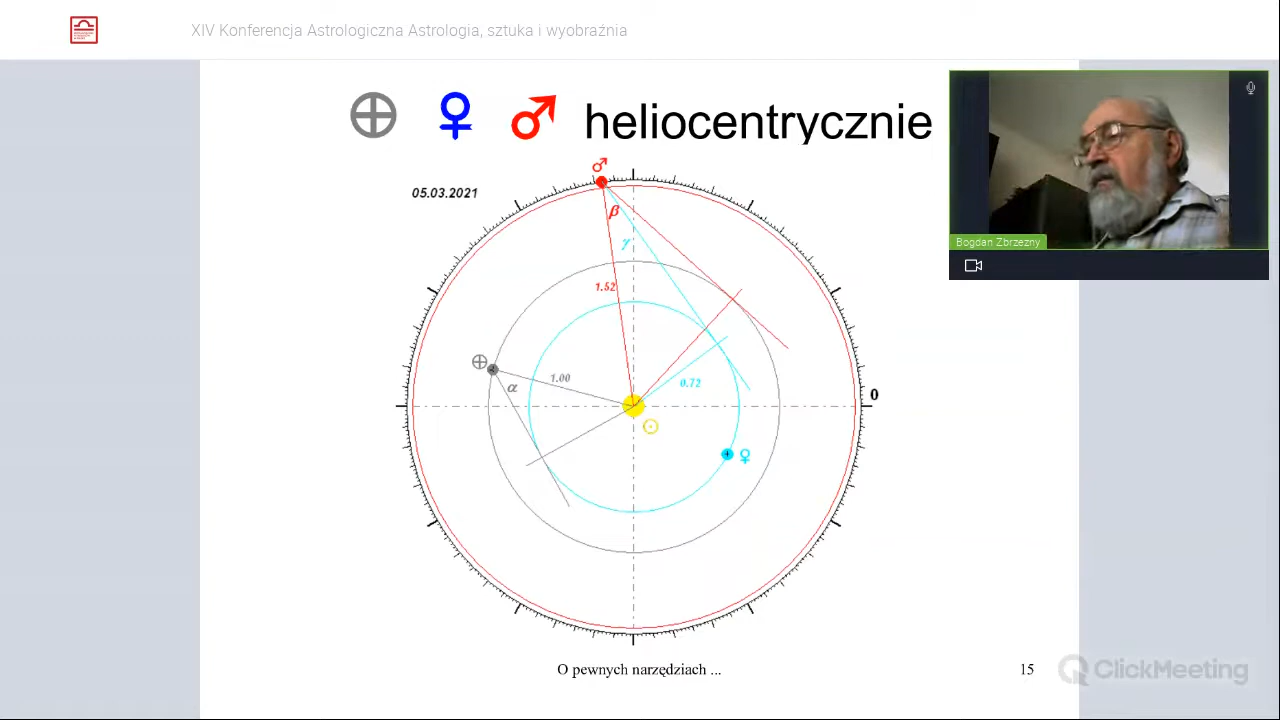 XIV Konferencja Astrologiczna Astrologia, sztuka i wyobraźnia
⊕ ♀ ♂ heliocentrycznie
05.03.2021
♂
β
γ
1.52
⊕
α
1.00
0.72
0
☉
♀
Bogdan Zbrzezny
O pewnych narzędziach ...
15
ClickMeeting